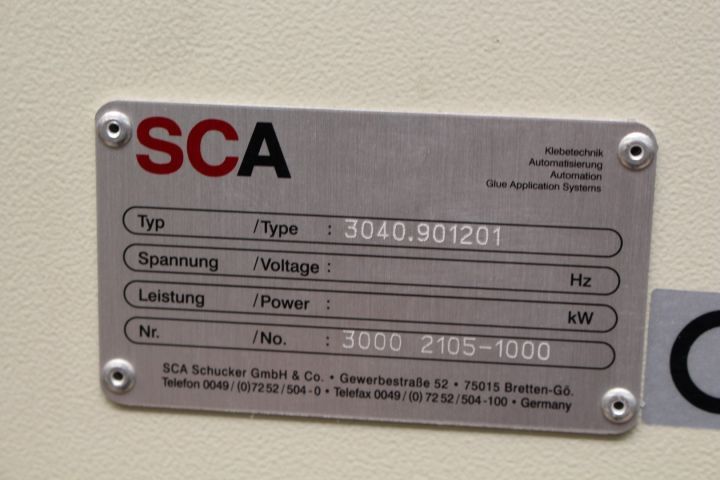 SCA
Klebetechnik
Automatisierung
Automation
Glue Application Systems
Typ /Type : 3040.901201
Spannung /Voltage : Hz
Leistung /Power : kW
Nr. /No. : 3000 2105-1000
SCA Schucker GmbH & Co. • Gewerbestraße 52 • 75015 Bretten-Gö.
Telefon 0049/(0)7252/504-0 • Telefax 0049/(0)7252/504-100 • Germany